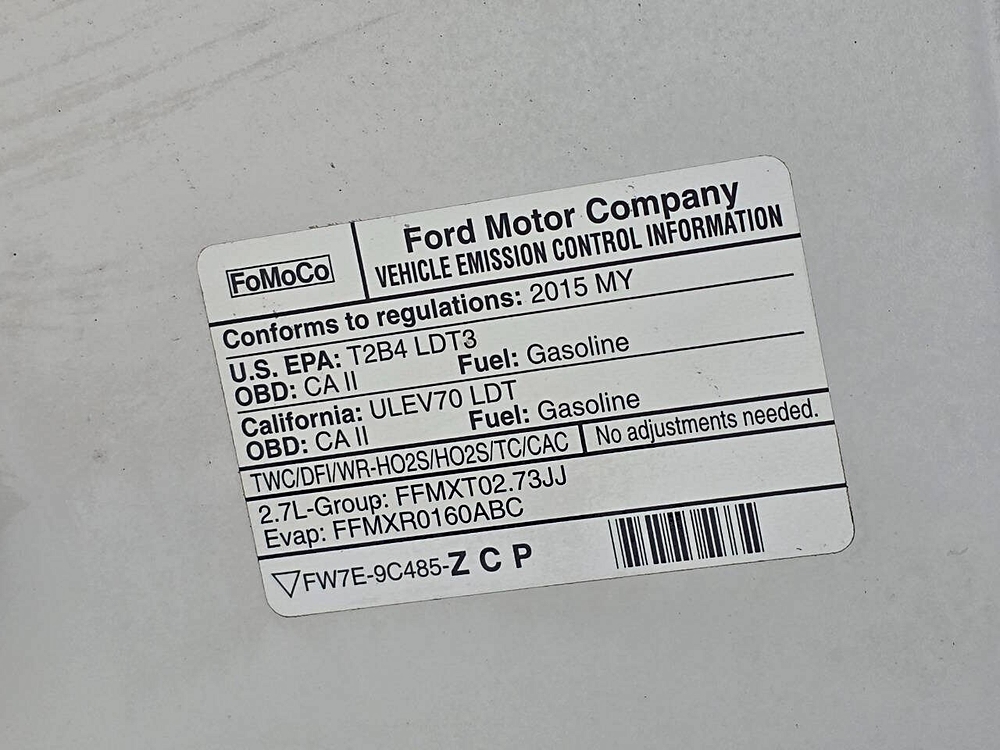 FoMoCo
Ford Motor Company
VEHICLE EMISSION CONTROL INFORMATION
Conforms to regulations: 2015 MY
U.S. EPA: T2B4 LDT3
OBD: CA II Fuel: Gasoline
California: ULEV70 LDT
OBD: CA II Fuel: Gasoline
TWC/DFI/WR-HO2S/HO2S/TC/CAC No adjustments needed.
2.7L-Group: FFMXT02.73JJ
Evap: FFMXR0160ABC
FW7E-9C485-Z C P